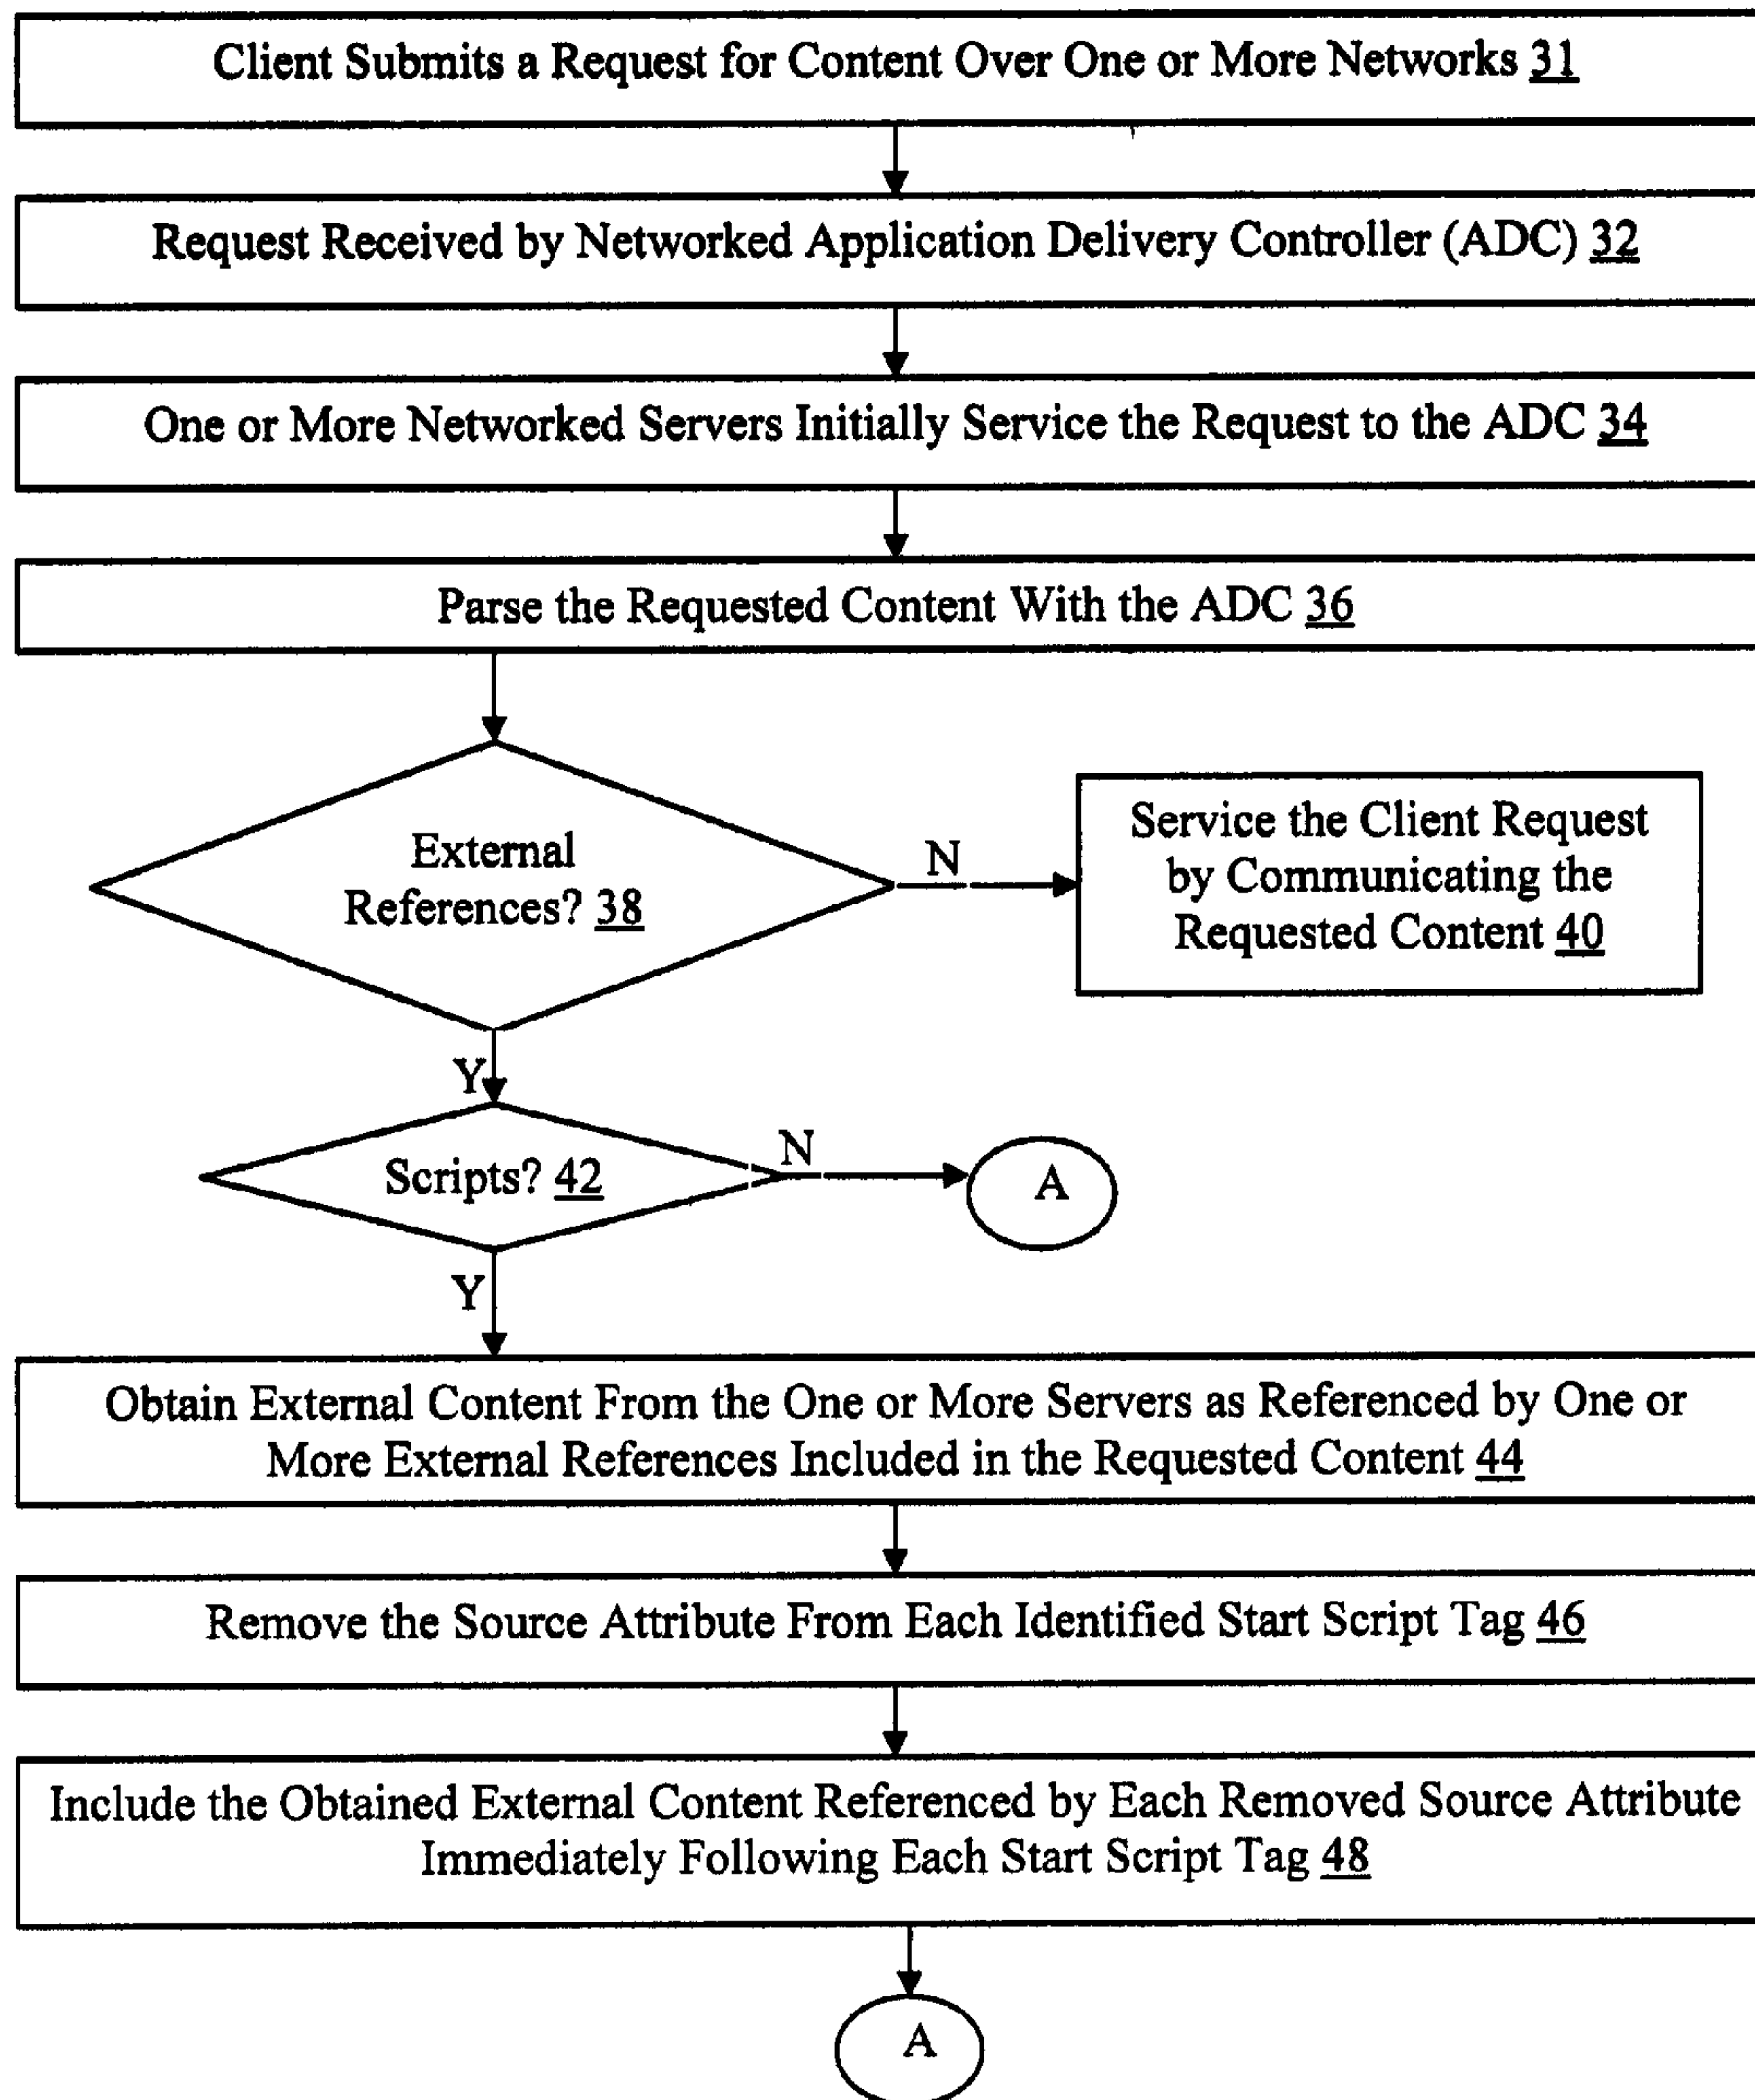 Client Submits a Request for Content Over One or More Networks 31
Request Received by Networked Application Delivery Controller (ADC) 32
One or More Networked Servers Initially Service the Request to the ADC 34
Parse the Requested Content With the ADC 36
External
References? 38
N
Service the Client Request
by Communicating the
Requested Content 40
Y
Scripts? 42
N
A
Y
Obtain External Content From the One or More Servers as Referenced by One or
More External References Included in the Requested Content 44
Remove the Source Attribute From Each Identified Start Script Tag 46
Include the Obtained External Content Referenced by Each Removed Source Attribute
Immediately Following Each Start Script Tag 48
A